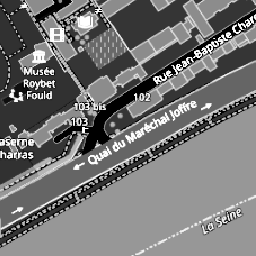 Musée
Roybet
Fould
Rue Jean-Baptiste Char
102
103 bis
103
aserne
harras
Quai du Maréchal Joffre
La Seine